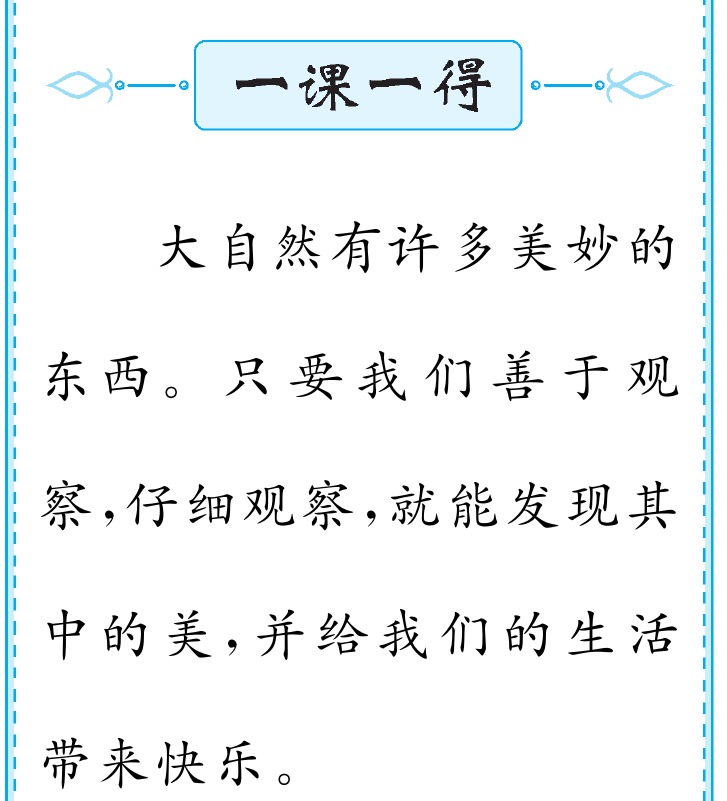 一课一得
大自然有许多美妙的
东西。只要我们善于观
察,仔细观察,就能发现其
中的美,并给我们的生活
带来快乐。